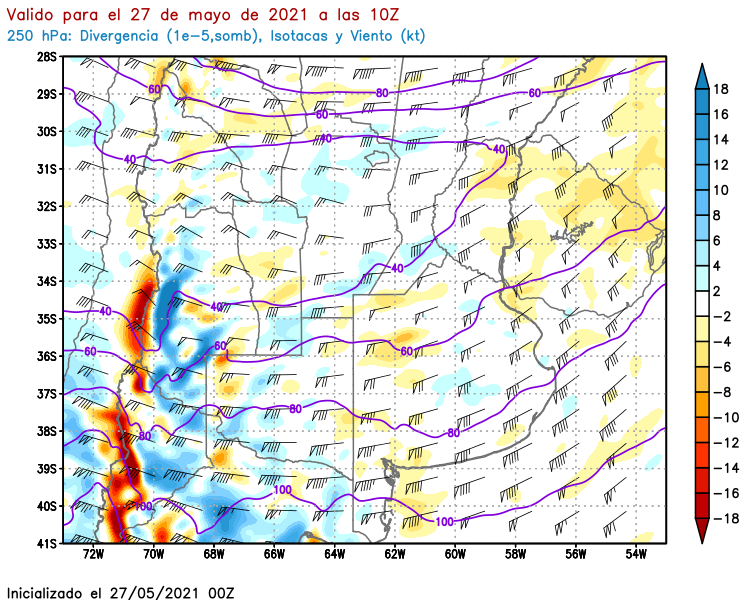 Valido para el 27 de mayo de 2021 a las 10Z
250 hPa: Divergencia (1e−5,somb), Isotacas y Viento (kt)
28S
29S
30S
31S
32S
33S
34S
35S
36S
37S
38S
39S
40S
41S
72W 70W 68W 66W 64W 62W 60W 58W 56W 54W
60
80
60
60
40
40
40
40
40
40
60
60
60
80
80
80
100
100
100
18
16
14
12
10
8
6
4
2
−2
−4
−6
−8
−10
−12
−14
−16
−18
Inicializado el 27/05/2021 00Z